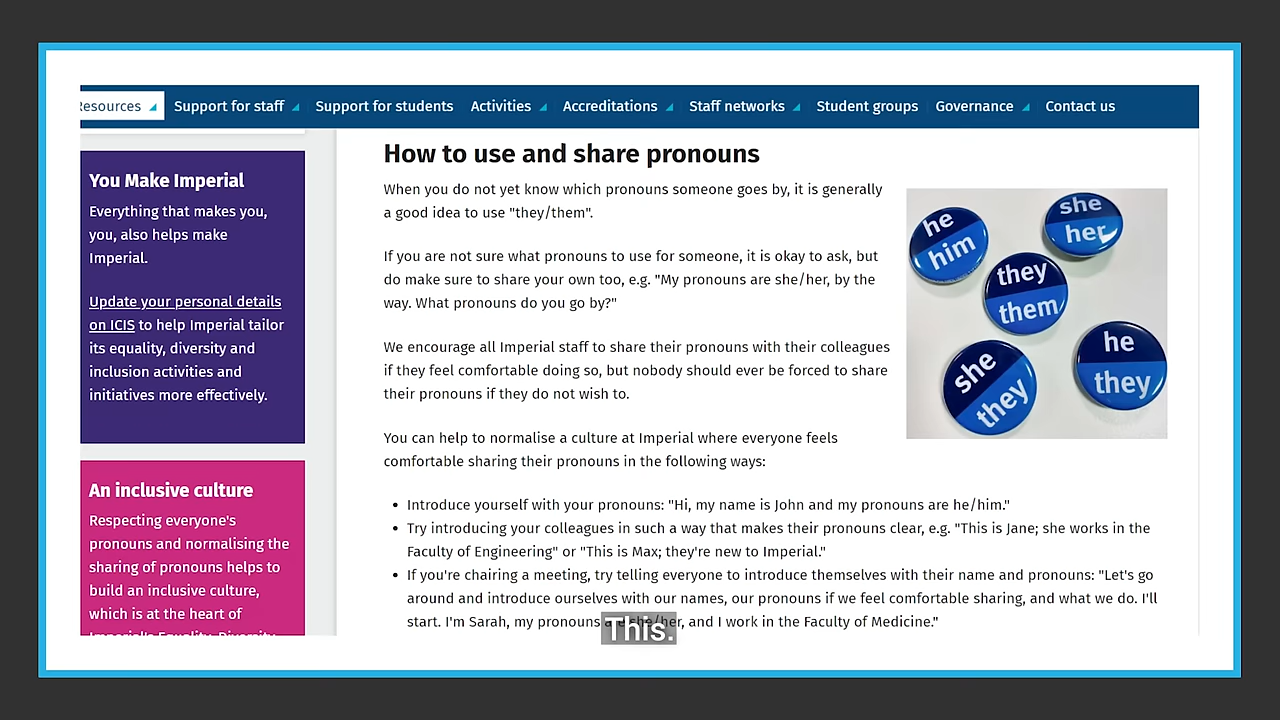 Resources Support for staff Support for students Activities Accreditations Staff networks Student groups Governance Contact us
You Make Imperial
Everything that makes you,
you, also helps make
Imperial.
Update your personal details
on ICIS to help Imperial tailor
its equality, diversity and
inclusion activities and
initiatives more effectively.
An inclusive culture
Respecting everyone's
pronouns and normalising the
sharing of pronouns helps to
build an inclusive culture,
which is at the heart of
Imperial's Equality, Diversity
How to use and share pronouns
When you do not yet know which pronouns someone goes by, it is generally
a good idea to use "they/them".
If you are not sure what pronouns to use for someone, it is okay to ask, but
do make sure to share your own too, e.g. "My pronouns are she/her, by the
way. What pronouns do you go by?"
We encourage all Imperial staff to share their pronouns with their colleagues
if they feel comfortable doing so, but nobody should ever be forced to share
their pronouns if they do not wish to.
You can help to normalise a culture at Imperial where everyone feels
comfortable sharing their pronouns in the following ways:
• Introduce yourself with your pronouns: "Hi, my name is John and my pronouns are he/him."
• Try introducing your colleagues in such a way that makes their pronouns clear, e.g. "This is Jane; she works in the
Faculty of Engineering" or "This is Max; they're new to Imperial."
• If you're chairing a meeting, try telling everyone to introduce themselves with their name and pronouns: "Let's go
around and introduce ourselves with our names, our pronouns if we feel comfortable sharing, and what we do. I'll
start. I'm Sarah, my pronouns are she/her, and I work in the Faculty of Medicine."
he
him
she
her
they
them
she
they
he
they
This.